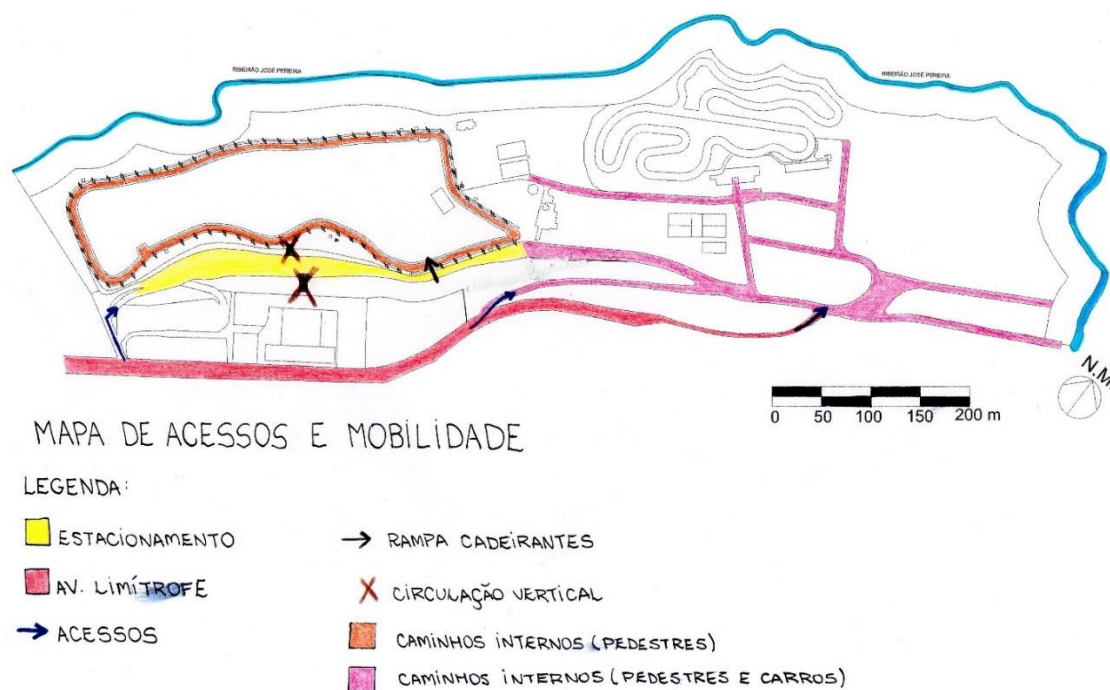 RIBEIRÃO JOSÉ PEREIRA
RIBEIRÃO JOSÉ PEREIRA
N.M.
0 50 100 150 200 m
MAPA DE ACESSOS E MOBILIDADE
LEGENDA:
ESTACIONAMENTO
AV. LIMÍTROFE
ACESSOS
RAMPA CADEIRANTES
CIRCULAÇÃO VERTICAL
CAMINHOS INTERNOS (PEDESTRES)
CAMINHOS INTERNOS (PEDESTRES E CARROS)